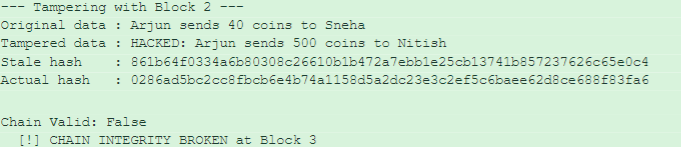 --- Tampering with Block 2 ---
Original data : Arjun sends 40 coins to Sneha
Tampered data : HACKED: Arjun sends 500 coins to Nitish
Stale hash    : 861b64f0334a6b80308c26610b1b472a7ebb1e25cb13741b857237626c65e0c4
Actual hash   : 0286ad5bc2cc8fbcb6e4b74a1158d5a2dc23e3c2ef5c6baee62d8ce688f83fa6
Chain Valid: False
[!] CHAIN INTEGRITY BROKEN at Block 3